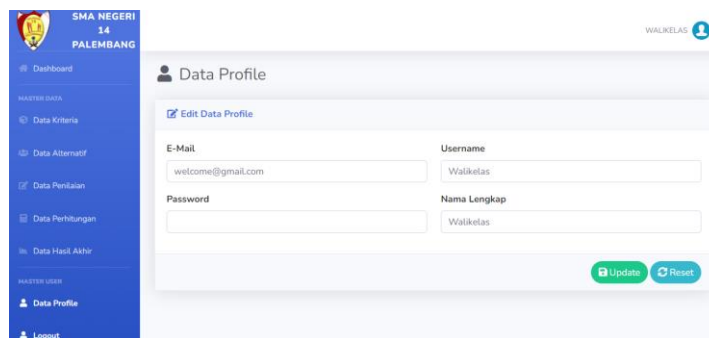 SMA NEGERI
14
PALEMBANG
WALIKELAS
Dashboard
MASTER DATA
Data Kriteria
Data Alternatif
Data Penilaian
Data Perhitungan
Data Hasil Akhir
MASTER USER
Data Profile
Logout
Data Profile
Edit Data Profile
E-Mail
Username
welcome@gmail.com
Walikelas
Password
Nama Lengkap
Walikelas
Update
Reset